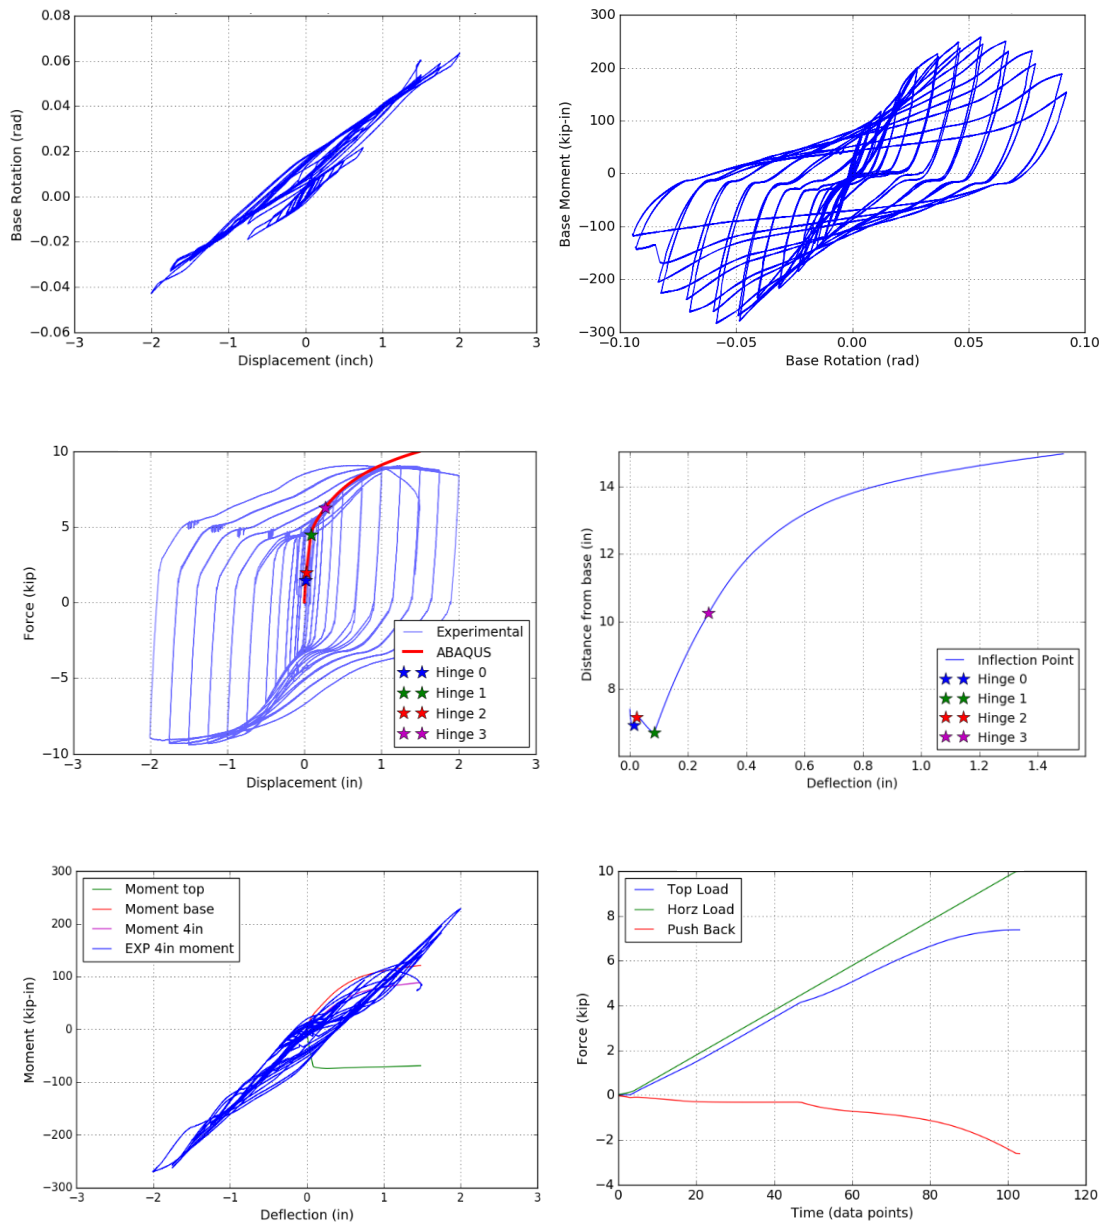 0.08
0.06
0.04
0.02
0.00
−0.02
−0.04
−0.06
Base Rotation (rad)
−3 −2 −1 0 1 2 3
Displacement (inch)
300
200
100
0
−100
−200
−300
Base Moment (kip-in)
−0.10 −0.05 0.00 0.05 0.10
Base Rotation (rad)
10
5
0
−5
−10
Force (kip)
Experimental
ABAQUS
Hinge 0
Hinge 1
Hinge 2
Hinge 3
−3 −2 −1 0 1 2 3
Displacement (in)
14
12
10
8
Distance from base (in)
Inflection Point
Hinge 0
Hinge 1
Hinge 2
Hinge 3
0.0 0.2 0.4 0.6 0.8 1.0 1.2 1.4
Deflection (in)
300
200
100
0
−100
−200
−300
Moment (kip-in)
Moment top
Moment base
Moment 4in
EXP 4in moment
−3 −2 −1 0 1 2 3
Deflection (in)
10
8
6
4
2
0
−2
−4
Force (kip)
Top Load
Horz Load
Push Back
0 20 40 60 80 100 120
Time (data points)